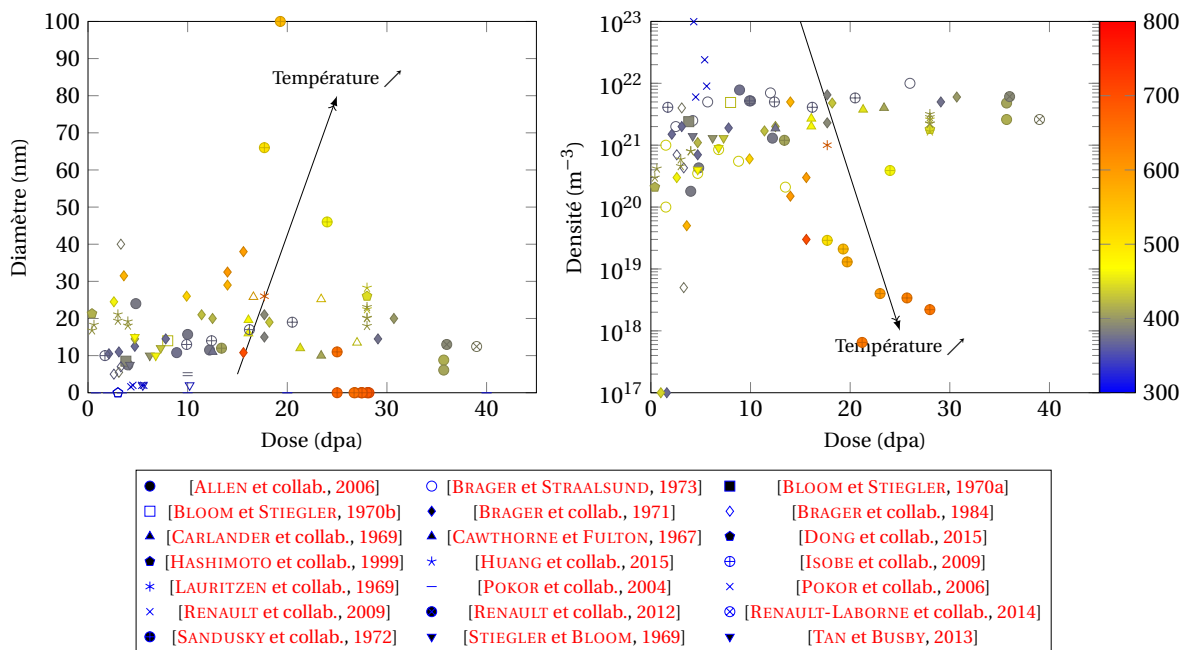 100
90
80
70
60
50
40
30
20
10
0
Diamètre (nm)
Température ↗
0 10 20 30 40
Dose (dpa)
10^23
10^22
10^21
10^20
10^19
10^18
10^17
Densité (m^−3)
Température ↗
0 10 20 30 40
Dose (dpa)
800
700
600
500
400
300
[ALLEN et collab., 2006] [BRAGER et STRAALSUND, 1973] [BLOOM et STIEGLER, 1970a]
[BLOOM et STIEGLER, 1970b] [BRAGER et collab., 1971] [BRAGER et collab., 1984]
[CARLANDER et collab., 1969] [CAWTHORNE et FULTON, 1967] [DONG et collab., 2015]
[HASHIMOTO et collab., 1999] [HUANG et collab., 2015] [ISOBE et collab., 2009]
[LAURITZEN et collab., 1969] [POKOR et collab., 2004] [POKOR et collab., 2006]
[RENAULT et collab., 2009] [RENAULT et collab., 2012] [RENAULT-LABORNE et collab., 2014]
[SANDUSKY et collab., 1972] [STIEGLER et BLOOM, 1969] [TAN et BUSBY, 2013]